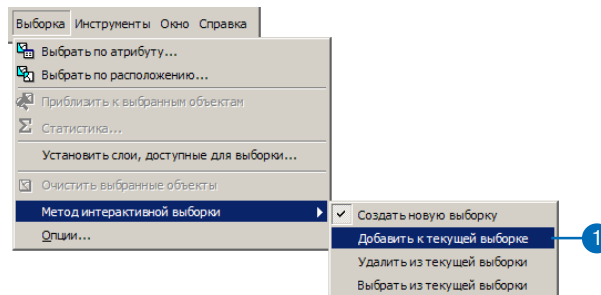 Выборка Инструменты Окно Справка
Выбрать по атрибуту...
Выбрать по расположению...
Приблизить к выбранным объектам
Статистика...
Установить слои, доступные для выборки...
Очистить выбранные объекты
Метод интерактивной выборки
Опции...
Создать новую выборку
Добавить к текущей выборке
1
Удалить из текущей выборки
Выбрать из текущей выборки